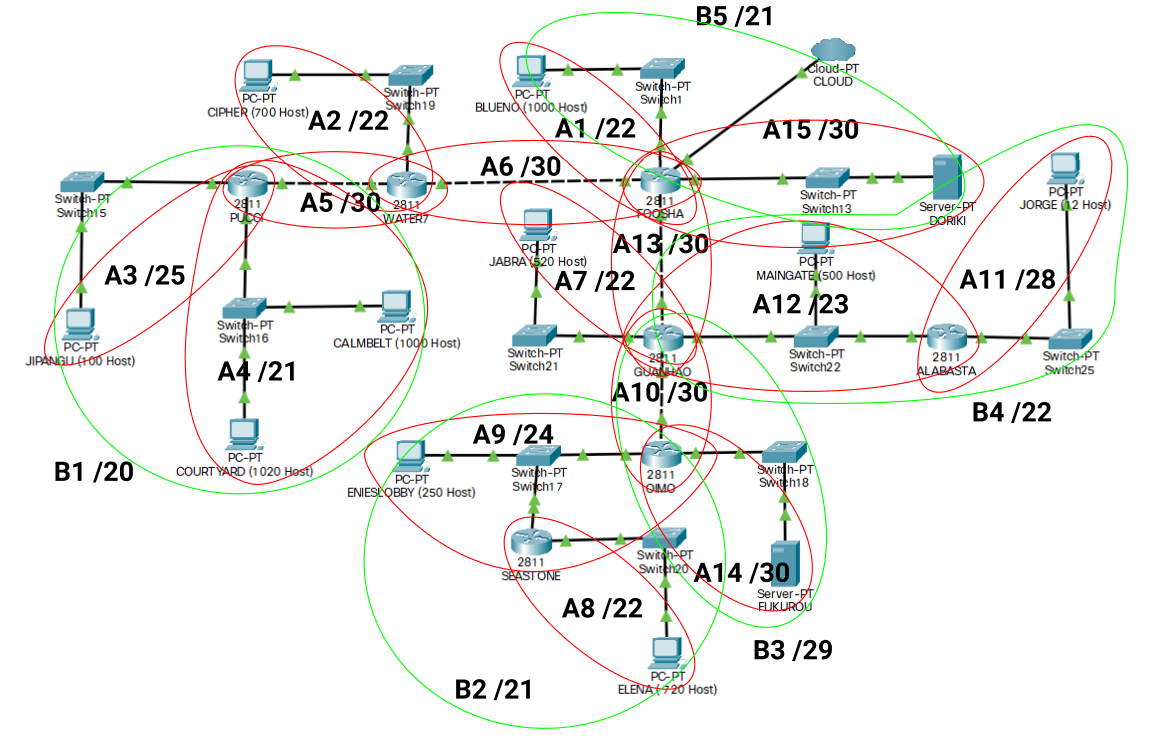 B5 /21
Cloud-PT
CLOUD
PC-PT
CIPHER (700 Host)
Switch-PT
Switch19
A2 /22
PC-PT
BLUENO (1000 Host)
Switch-PT
Switch1
A1 /22
A15 /30
A6 /30
Switch-PT
Switch15
2811
PUCCI
A5 /30
2811
WATER7
2811
FOOSHA
Switch-PT
Switch13
Server-PT
DORIKI
PC-PT
JORGE (12 Host)
A3 /25
PC-PT
JABRA (520 Host)
A7 /22
A13 /30
PC-PT
MAINGATE (500 Host)
A12 /23
A11 /28
Switch-PT
Switch16
PC-PT
CALMBELT (1000 Host)
PC-PT
JIPANGU (100 Host)
Switch-PT
Switch21
2811
GUANHAO
Switch-PT
Switch22
2811
ALABASTA
Switch-PT
Switch25
A4 /21
A10 /30
B4 /22
PC-PT
COURTYARD (1020 Host)
B1 /20
A9 /24
PC-PT
ENIESLOBBY (250 Host)
Switch-PT
Switch17
2811
OIMO
Switch-PT
Switch18
2811
SEASTONE
Switch-PT
Switch20
A14 /30
Server-PT
FUKUROU
A8 /22
B3 /29
PC-PT
ELENA ( 720 Host)
B2 /21